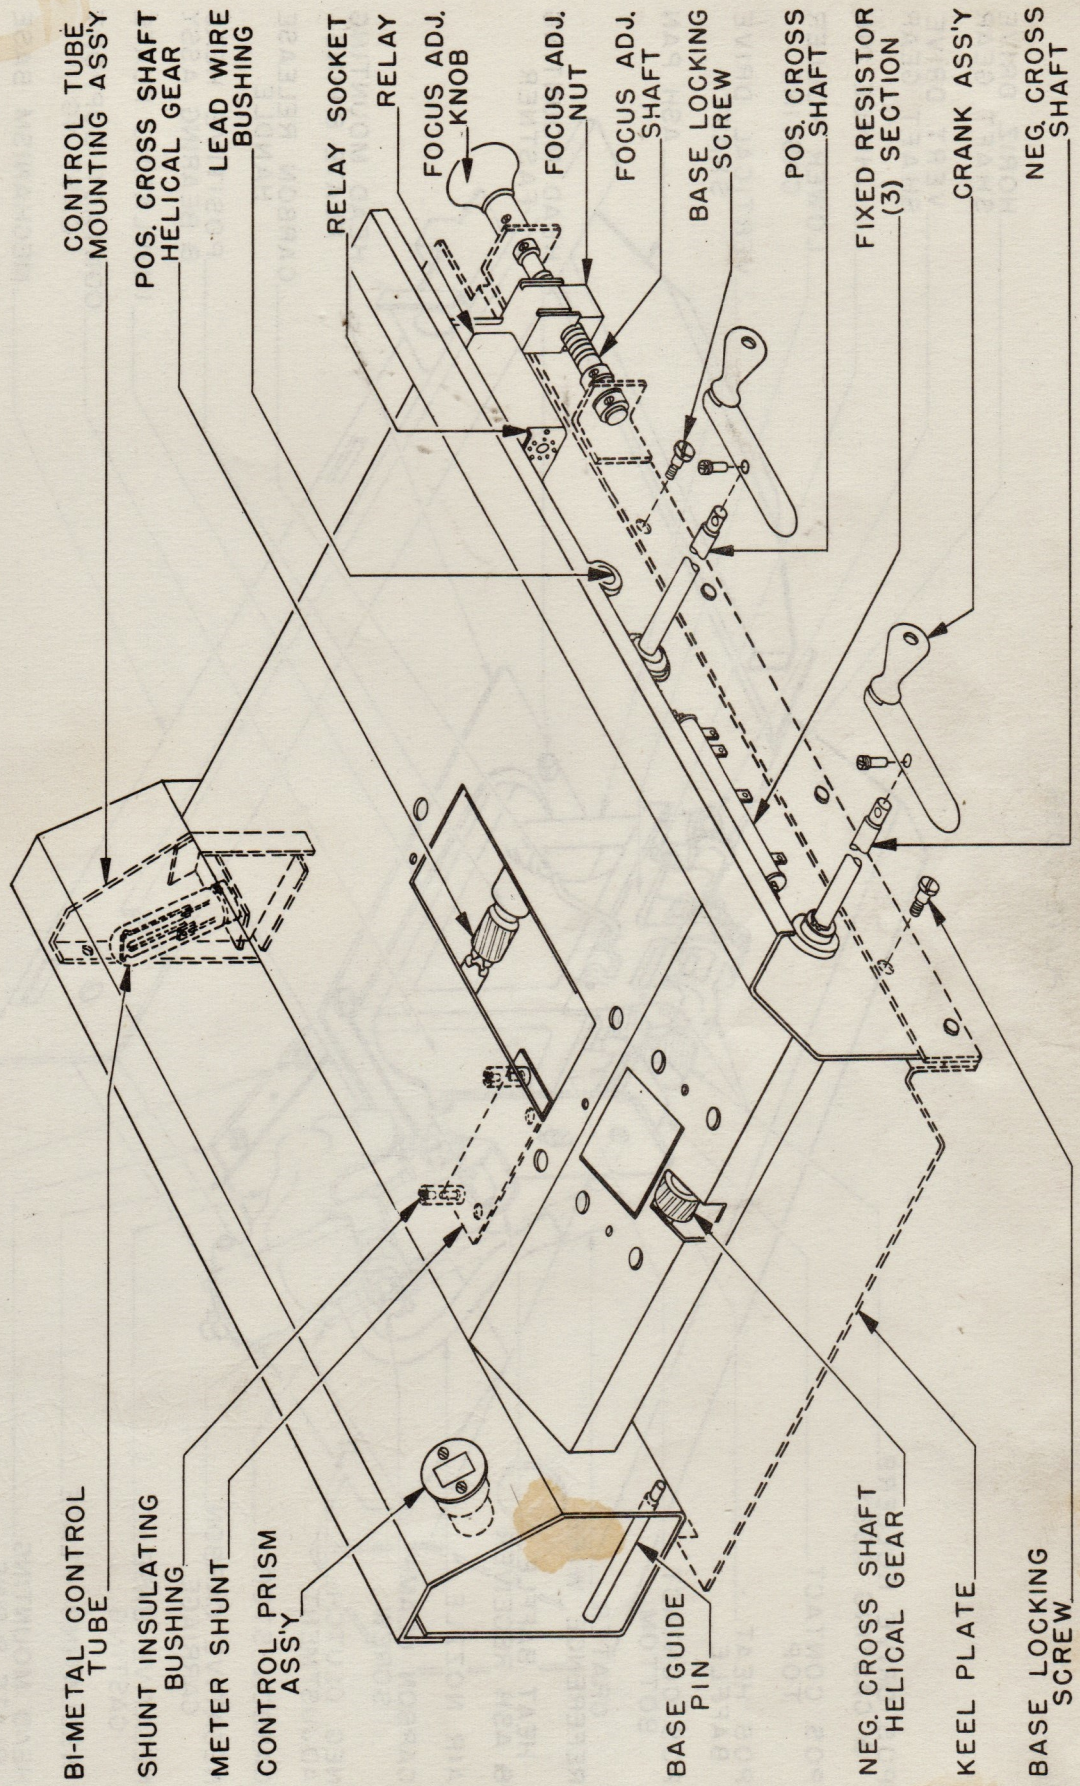 CONTROL TUBE
MOUNTING ASS'Y
POS. CROSS SHAFT
HELICAL GEAR
LEAD WIRE
BUSHING
RELAY SOCKET
RELAY
FOCUS ADJ.
KNOB
FOCUS ADJ.
NUT
FOCUS ADJ.
SHAFT
BASE LOCKING
SCREW
POS. CROSS
SHAFT
FIXED RESISTOR
(3) SECTION
CRANK ASS'Y
NEG. CROSS
SHAFT
BI-METAL CONTROL
TUBE
SHUNT INSULATING
BUSHING
METER SHUNT
CONTROL PRISM
ASS'Y
BASE GUIDE
PIN
NEG. CROSS SHAFT
HELICAL GEAR
KEEL PLATE
BASE LOCKING
SCREW